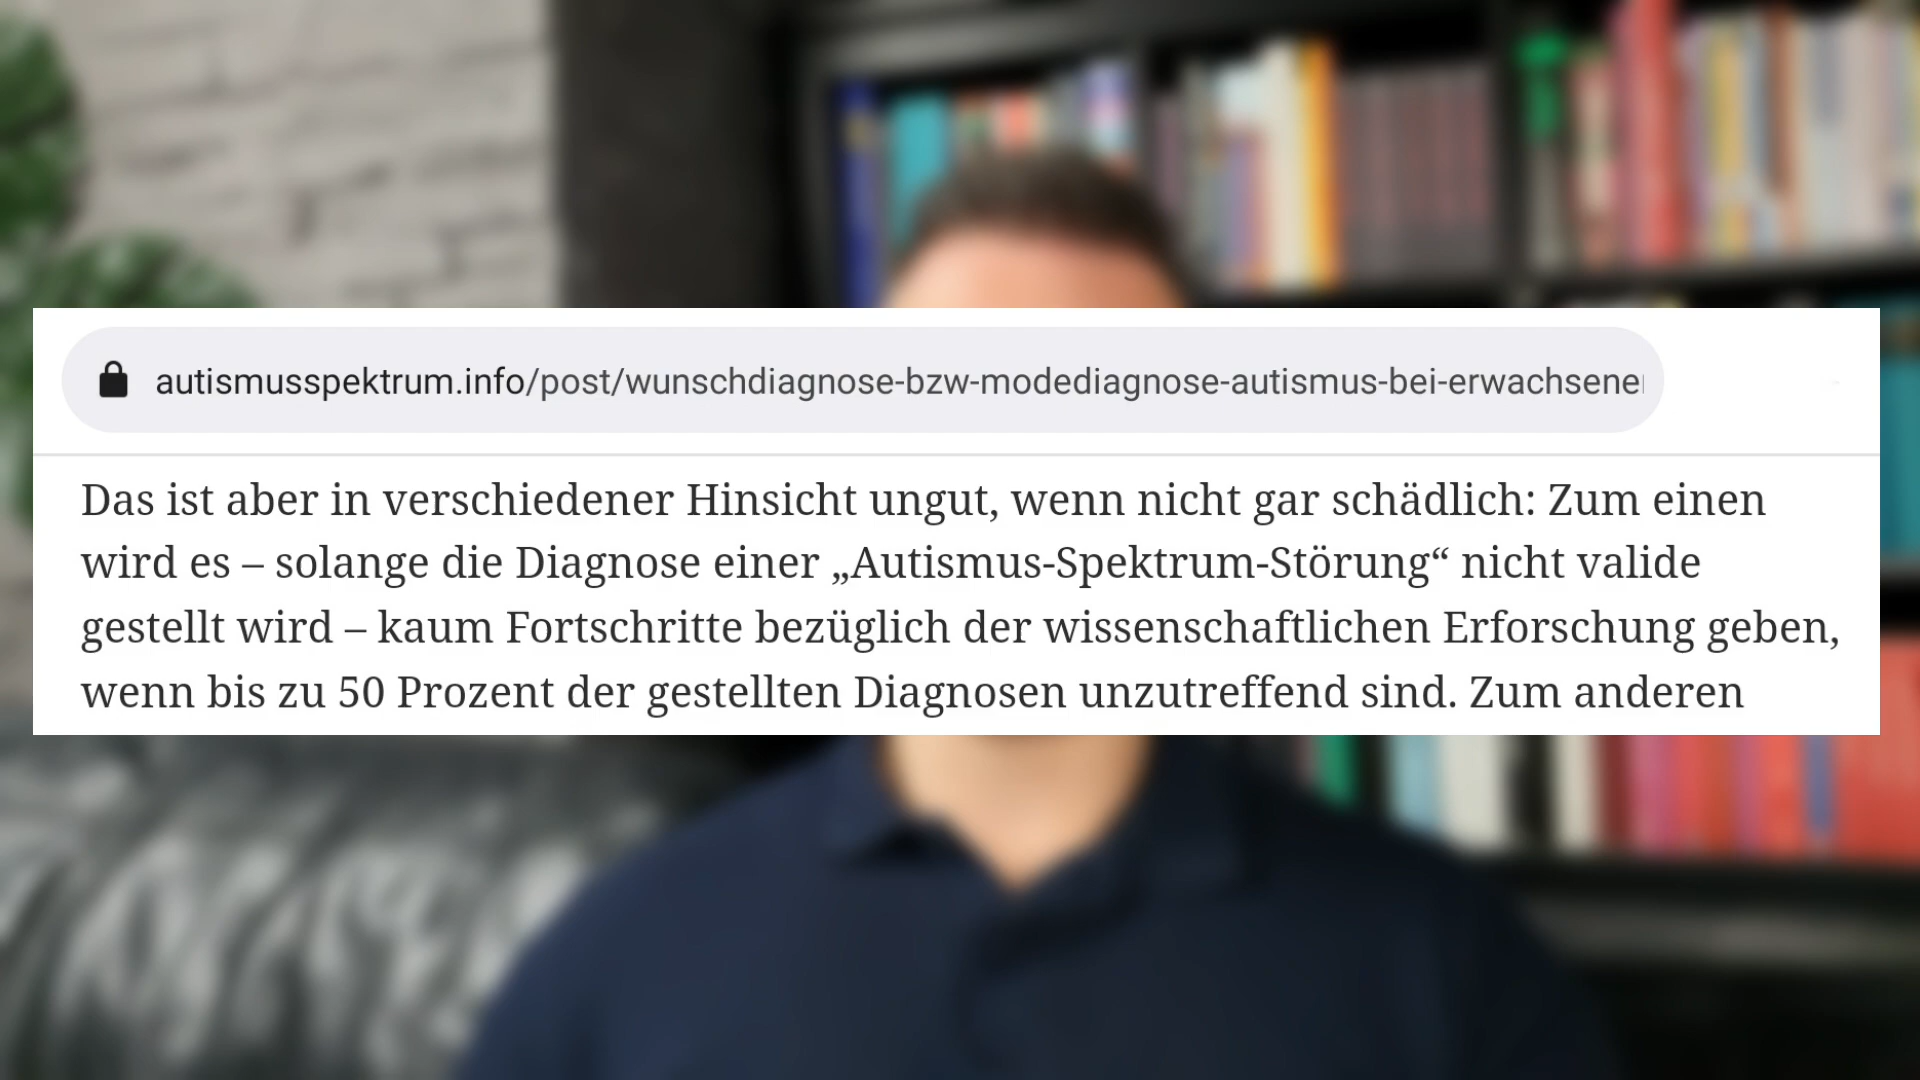 autismusspektrum.info/post/wunschdiagnose-bzw-modediagnose-autismus-bei-erwachsene
Das ist aber in verschiedener Hinsicht ungut, wenn nicht gar schädlich: Zum einen
wird es – solange die Diagnose einer „Autismus-Spektrum-Störung“ nicht valide
gestellt wird – kaum Fortschritte bezüglich der wissenschaftlichen Erforschung geben,
wenn bis zu 50 Prozent der gestellten Diagnosen unzutreffend sind. Zum anderen